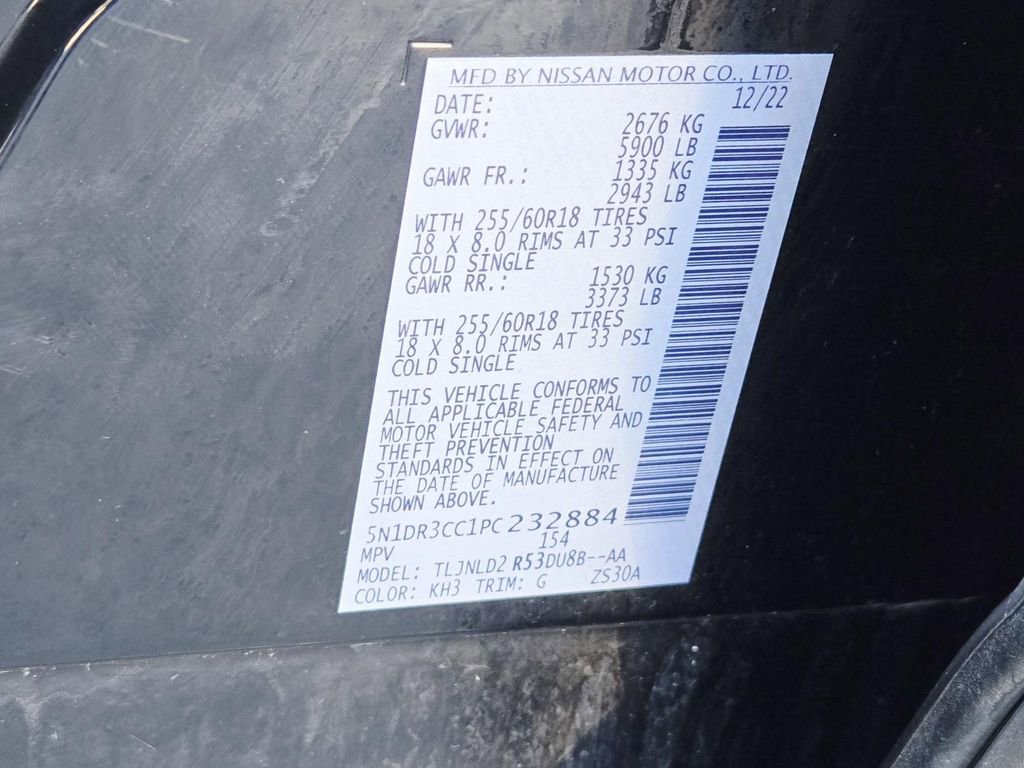 MFD BY NISSAN MOTOR CO., LTD.
DATE: 12/22
GVWR: 2676 KG
5900 LB
GAWR FR.: 1335 KG
2943 LB
WITH 255/60R18 TIRES
18 X 8.0 RIMS AT 33 PSI
COLD SINGLE
GAWR RR.: 1530 KG
3373 LB
WITH 255/60R18 TIRES
18 X 8.0 RIMS AT 33 PSI
COLD SINGLE
THIS VEHICLE CONFORMS TO
ALL APPLICABLE FEDERAL
MOTOR VEHICLE SAFETY AND
THEFT PREVENTION
STANDARDS IN EFFECT ON
THE DATE OF MANUFACTURE
SHOWN ABOVE.
5N1DR3CC1PC232884
MPV 154
MODEL: TLJNLD2 R53DU8B--AA
COLOR: KH3 TRIM: G ZS30A